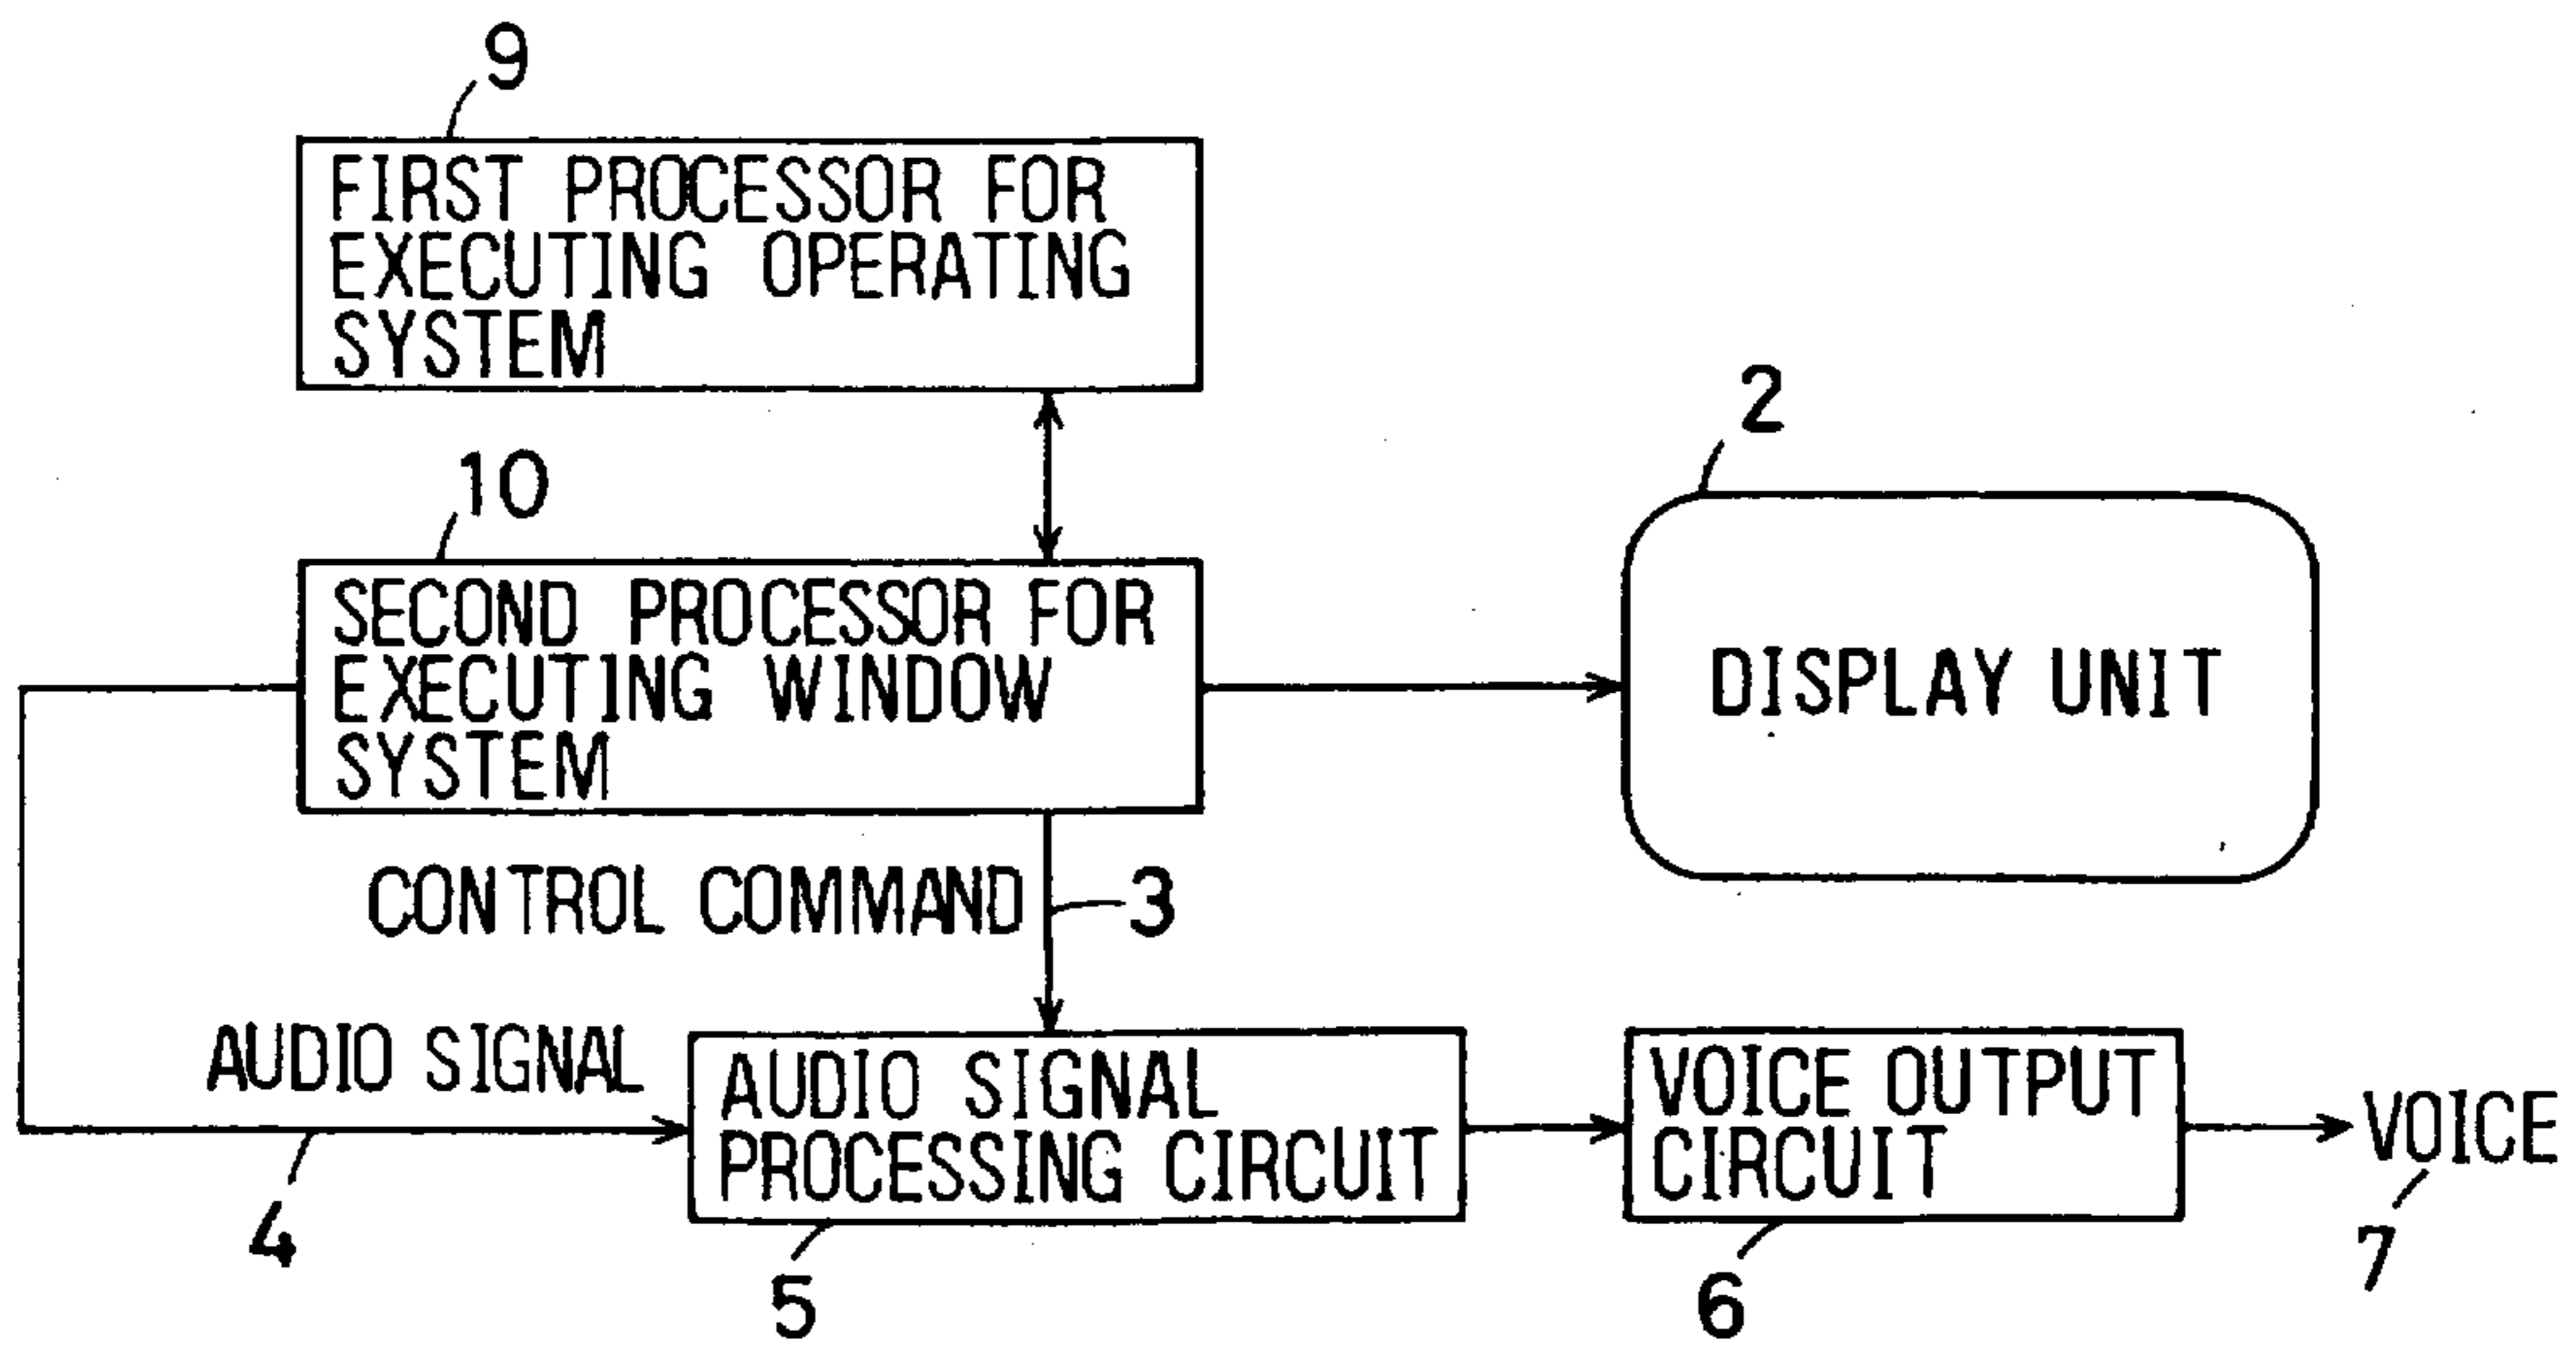 9
FIRST PROCESSOR FOR
EXECUTING OPERATING
SYSTEM
10
SECOND PROCESSOR FOR
EXECUTING WINDOW
SYSTEM
2
DISPLAY UNIT
CONTROL COMMAND
3
AUDIO SIGNAL
4
AUDIO SIGNAL
PROCESSING CIRCUIT
5
VOICE OUTPUT
CIRCUIT
6
VOICE
7